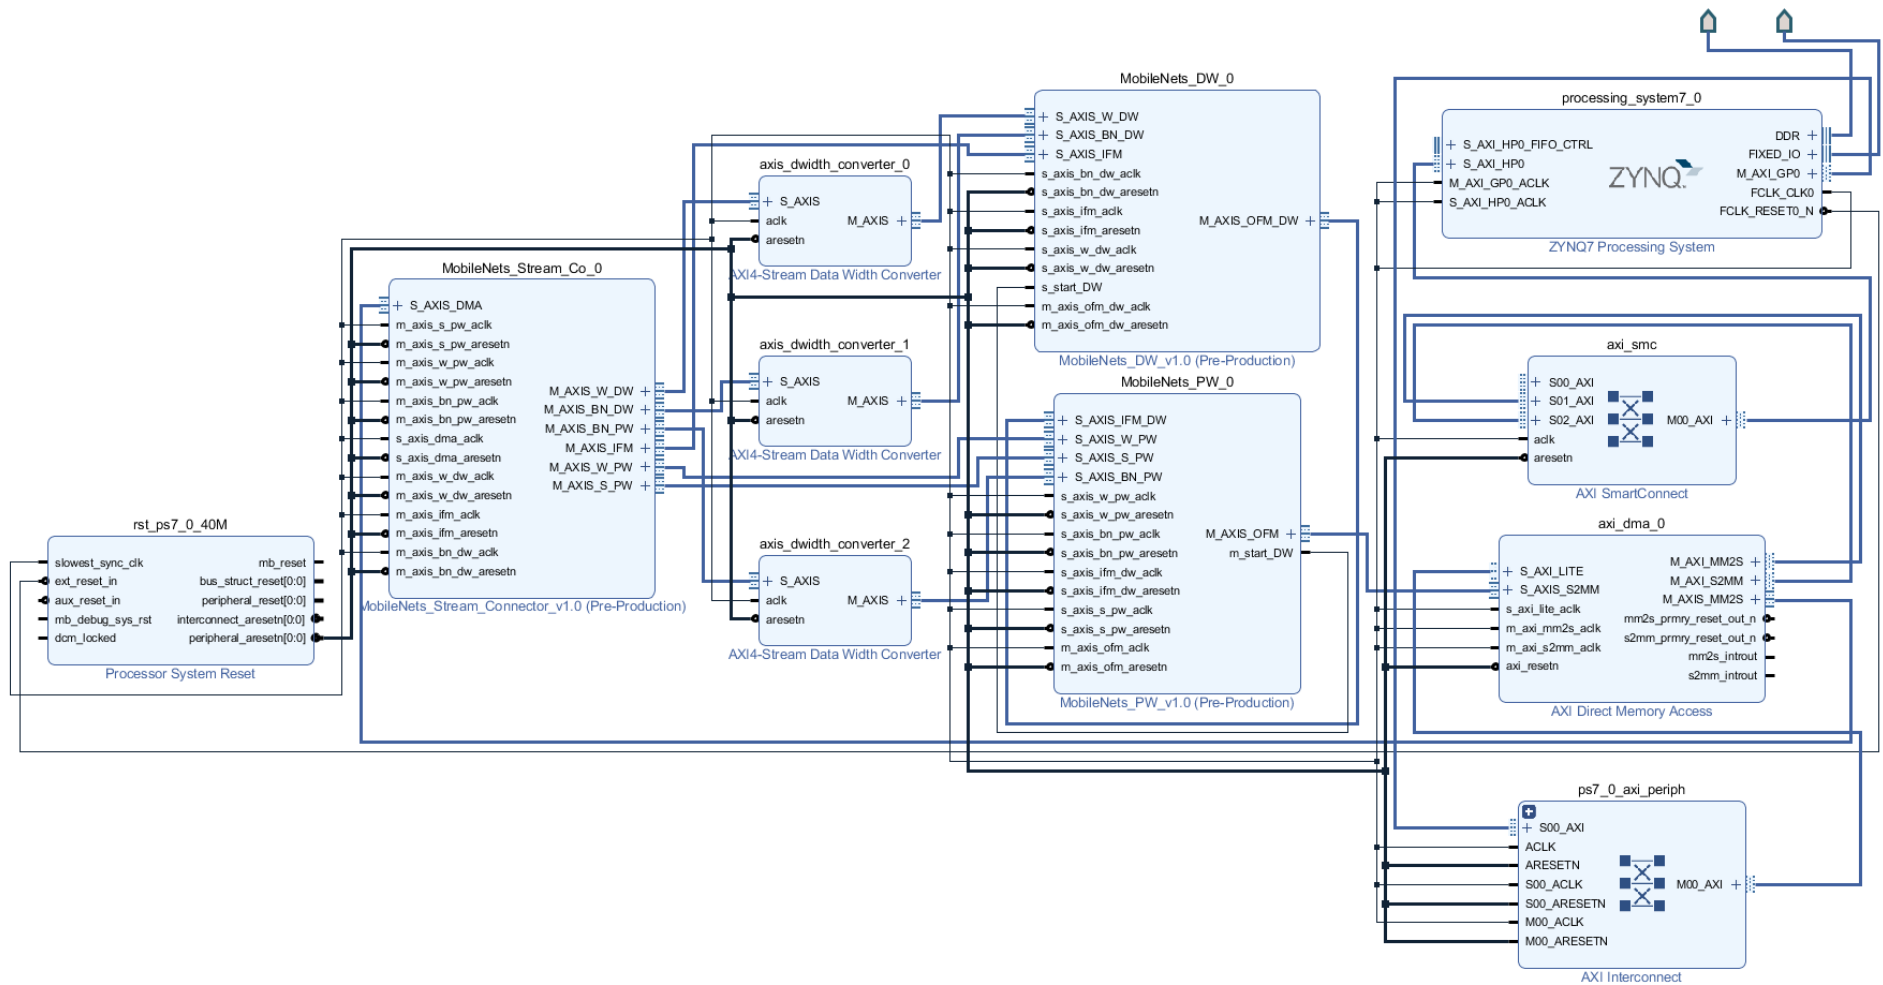 MobileNets_DW_0
S_AXIS_W_DW
S_AXIS_BN_DW
S_AXIS_IFM
s_axis_bn_dw_aclk
s_axis_bn_dw_aresetn
s_axis_ifm_aclk
s_axis_ifm_aresetn
s_axis_w_dw_aclk
s_axis_w_dw_aresetn
s_start_DW
m_axis_ofm_dw_aclk
m_axis_ofm_dw_aresetn
M_AXIS_OFM_DW
MobileNets_DW_v1.0 (Pre-Production)
processing_system7_0
S_AXI_HP0_FIFO_CTRL
S_AXI_HP0
M_AXI_GP0_ACLK
S_AXI_HP0_ACLK
ZYNQ
DDR
FIXED_IO
M_AXI_GP0
FCLK_CLK0
FCLK_RESET0_N
ZYNQ7 Processing System
axis_dwidth_converter_0
S_AXIS
aclk
aresetn
M_AXIS
AXI4-Stream Data Width Converter
MobileNets_Stream_Co_0
S_AXIS_DMA
m_axis_s_pw_aclk
m_axis_s_pw_aresetn
m_axis_w_pw_aclk
m_axis_w_pw_aresetn
m_axis_bn_pw_aclk
m_axis_bn_pw_aresetn
s_axis_dma_aclk
s_axis_dma_aresetn
m_axis_w_dw_aclk
m_axis_w_dw_aresetn
m_axis_ifm_aclk
m_axis_ifm_aresetn
m_axis_bn_dw_aclk
m_axis_bn_dw_aresetn
M_AXIS_W_DW
M_AXIS_BN_DW
M_AXIS_BN_PW
M_AXIS_IFM
M_AXIS_W_PW
M_AXIS_S_PW
MobileNets_Stream_Connector_v1.0 (Pre-Production)
axis_dwidth_converter_1
S_AXIS
aclk
aresetn
M_AXIS
AXI4-Stream Data Width Converter
MobileNets_PW_0
S_AXIS_IFM_DW
S_AXIS_W_PW
S_AXIS_S_PW
S_AXIS_BN_PW
s_axis_w_pw_aclk
s_axis_w_pw_aresetn
s_axis_bn_pw_aclk
s_axis_bn_pw_aresetn
s_axis_ifm_dw_aclk
s_axis_ifm_dw_aresetn
s_axis_s_pw_aclk
s_axis_s_pw_aresetn
m_axis_ofm_aclk
m_axis_ofm_aresetn
M_AXIS_OFM
m_start_DW
MobileNets_PW_v1.0 (Pre-Production)
axi_smc
S00_AXI
S01_AXI
S02_AXI
aclk
aresetn
M00_AXI
AXI SmartConnect
rst_ps7_0_40M
slowest_sync_clk
ext_reset_in
aux_reset_in
mb_debug_sys_rst
dcm_locked
mb_reset
bus_struct_reset[0:0]
peripheral_reset[0:0]
interconnect_aresetn[0:0]
peripheral_aresetn[0:0]
Processor System Reset
axis_dwidth_converter_2
S_AXIS
aclk
aresetn
M_AXIS
AXI4-Stream Data Width Converter
axi_dma_0
S_AXI_LITE
S_AXIS_S2MM
s_axi_lite_aclk
m_axi_mm2s_aclk
m_axi_s2mm_aclk
axi_resetn
M_AXI_MM2S
M_AXI_S2MM
M_AXIS_MM2S
mm2s_prmry_reset_out_n
s2mm_prmry_reset_out_n
mm2s_introut
s2mm_introut
AXI Direct Memory Access
ps7_0_axi_periph
S00_AXI
ACLK
ARESETN
S00_ACLK
S00_ARESETN
M00_ACLK
M00_ARESETN
M00_AXI
AXI Interconnect